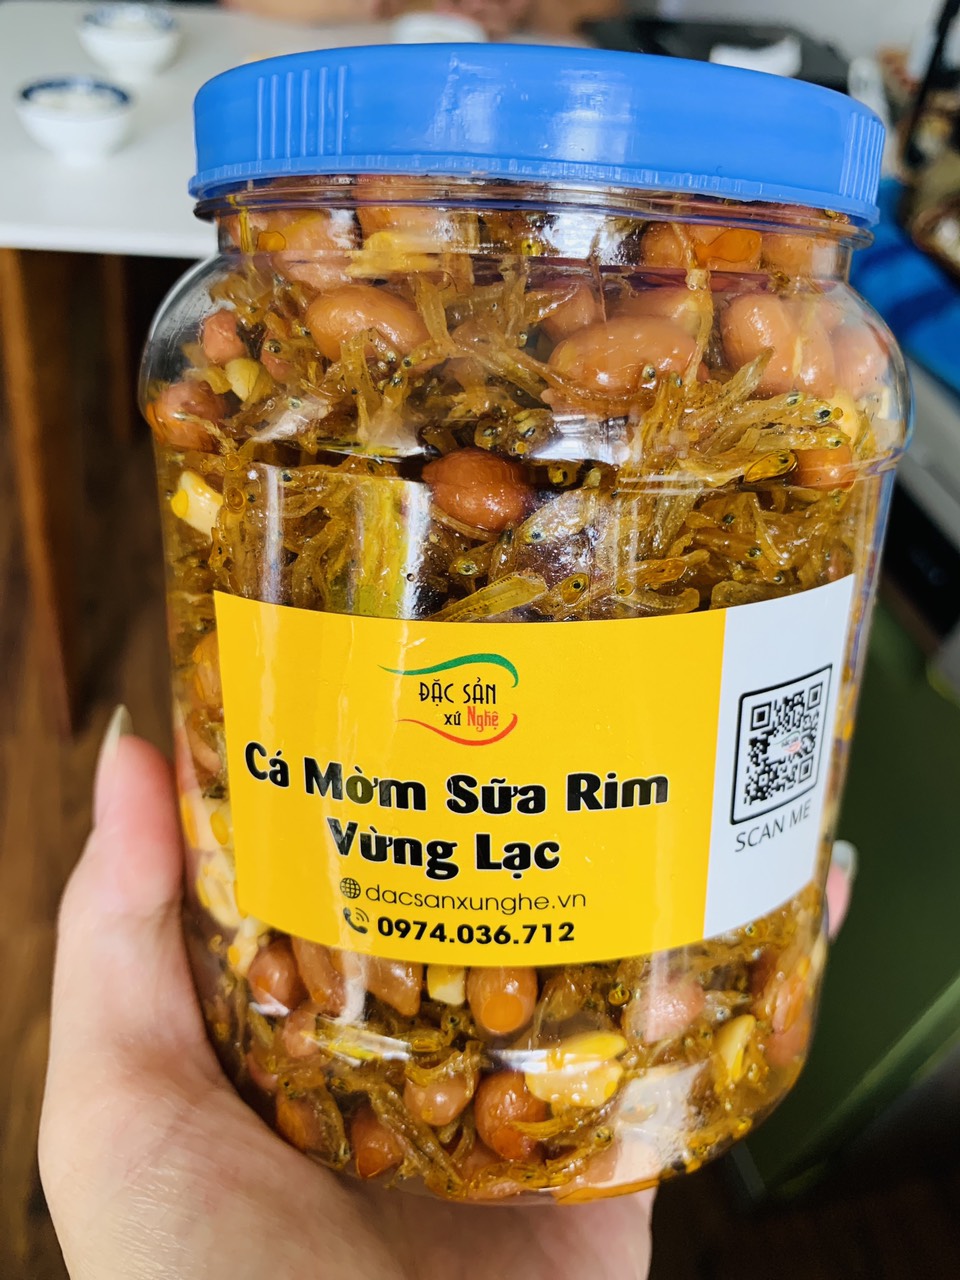 ĐẶC SẢN
xứ Nghệ
Cá Mờm Sữa Rim
Vừng Lạc
dacsanxunghe.vn
0974.036.712
SCAN ME